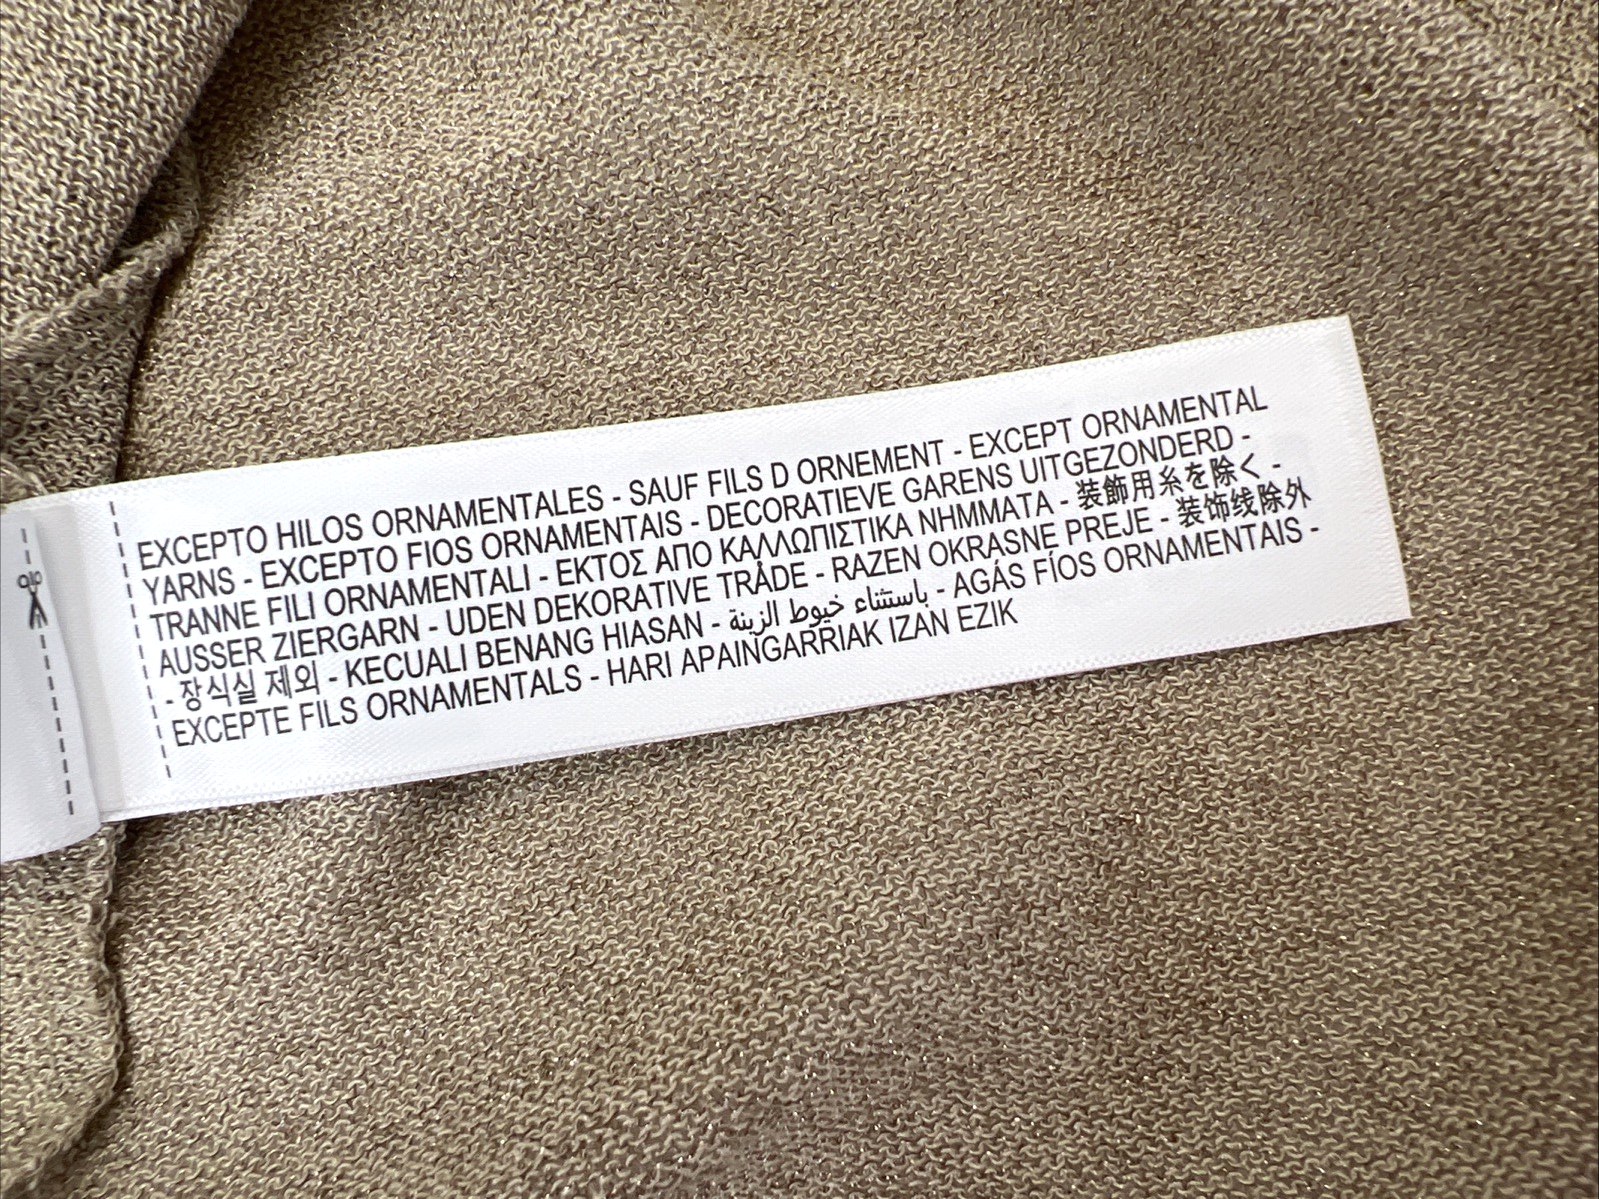 EXCEPTO HILOS ORNAMENTALES - SAUF FILS D ORNEMENT - EXCEPT ORNAMENTAL
YARNS - EXCEPTO FIOS ORNAMENTAIS - DECORATIEVE GARENS UITGEZONDERD -
TRANNE FILI ORNAMENTALI - ΕΚΤΟΣ ΑΠΟ ΚΑΛΛΩΠΙΣΤΙΚΑ ΝΗΜΜΑΤΑ - 装飾用糸を除く -
AUSSER ZIERGARN - UDEN DEKORATIVE TRÅDE - RAZEN OKRASNE PREJE - 装饰线除外
- 장식실 제외 - KECUALI BENANG HIASAN - باستثناء خيوط الزينة - AGÁS FÍOS ORNAMENTAIS -
EXCEPTE FILS ORNAMENTALS - HARI APAINGARRIAK IZAN EZIK